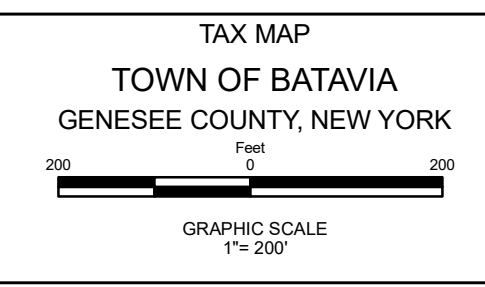 TAX MAP
TOWN OF BATAVIA
GENESEE COUNTY, NEW YORK
Feet
200 0 200
GRAPHIC SCALE
1"= 200'